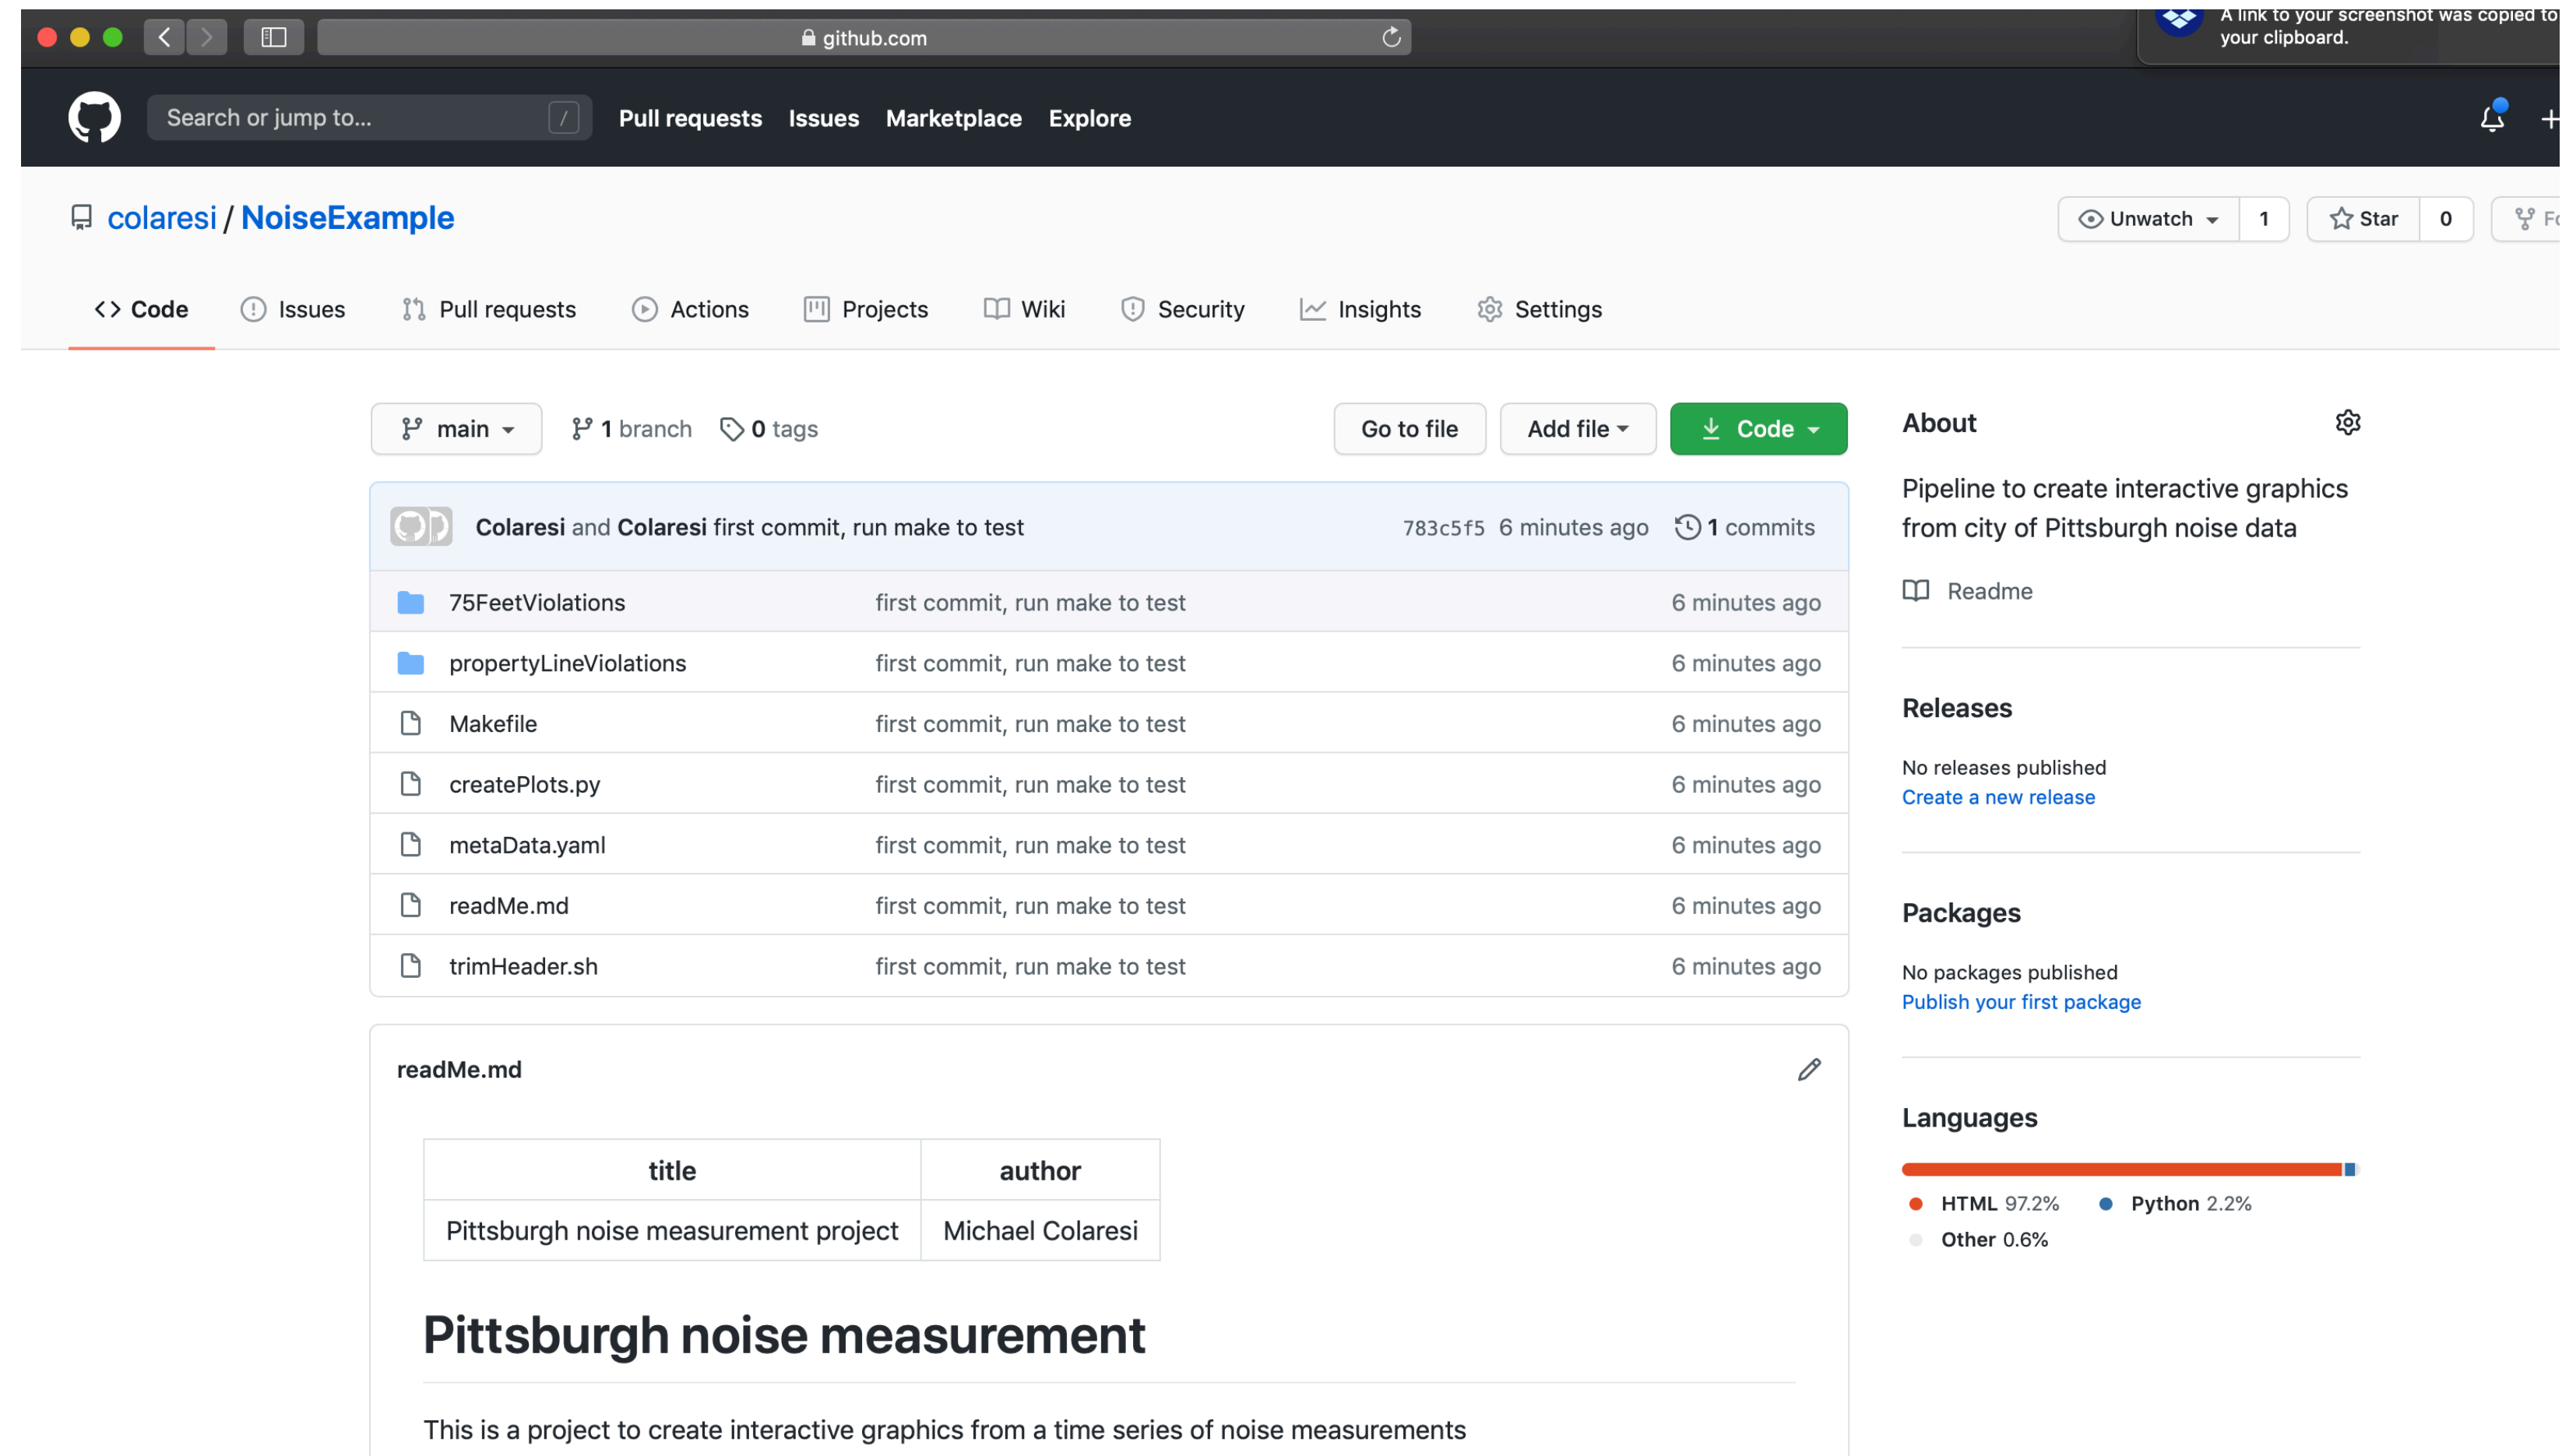 github.com
A link to your screenshot was copied to
your clipboard.
Search or jump to... /
Pull requests Issues Marketplace Explore
colaresi / NoiseExample
Unwatch 1 Star 0
Code Issues Pull requests Actions Projects Wiki Security Insights Settings
main 1 branch 0 tags Go to file Add file Code
Colaresi and Colaresi first commit, run make to test 783c5f5 6 minutes ago 1 commits
75FeetViolations first commit, run make to test 6 minutes ago
propertyLineViolations first commit, run make to test 6 minutes ago
Makefile first commit, run make to test 6 minutes ago
createPlots.py first commit, run make to test 6 minutes ago
metaData.yaml first commit, run make to test 6 minutes ago
readMe.md first commit, run make to test 6 minutes ago
trimHeader.sh first commit, run make to test 6 minutes ago
readMe.md
title author
Pittsburgh noise measurement project Michael Colaresi
Pittsburgh noise measurement
This is a project to create interactive graphics from a time series of noise measurements
About
Pipeline to create interactive graphics
from city of Pittsburgh noise data
Readme
Releases
No releases published
Create a new release
Packages
No packages published
Publish your first package
Languages
HTML 97.2% Python 2.2%
Other 0.6%